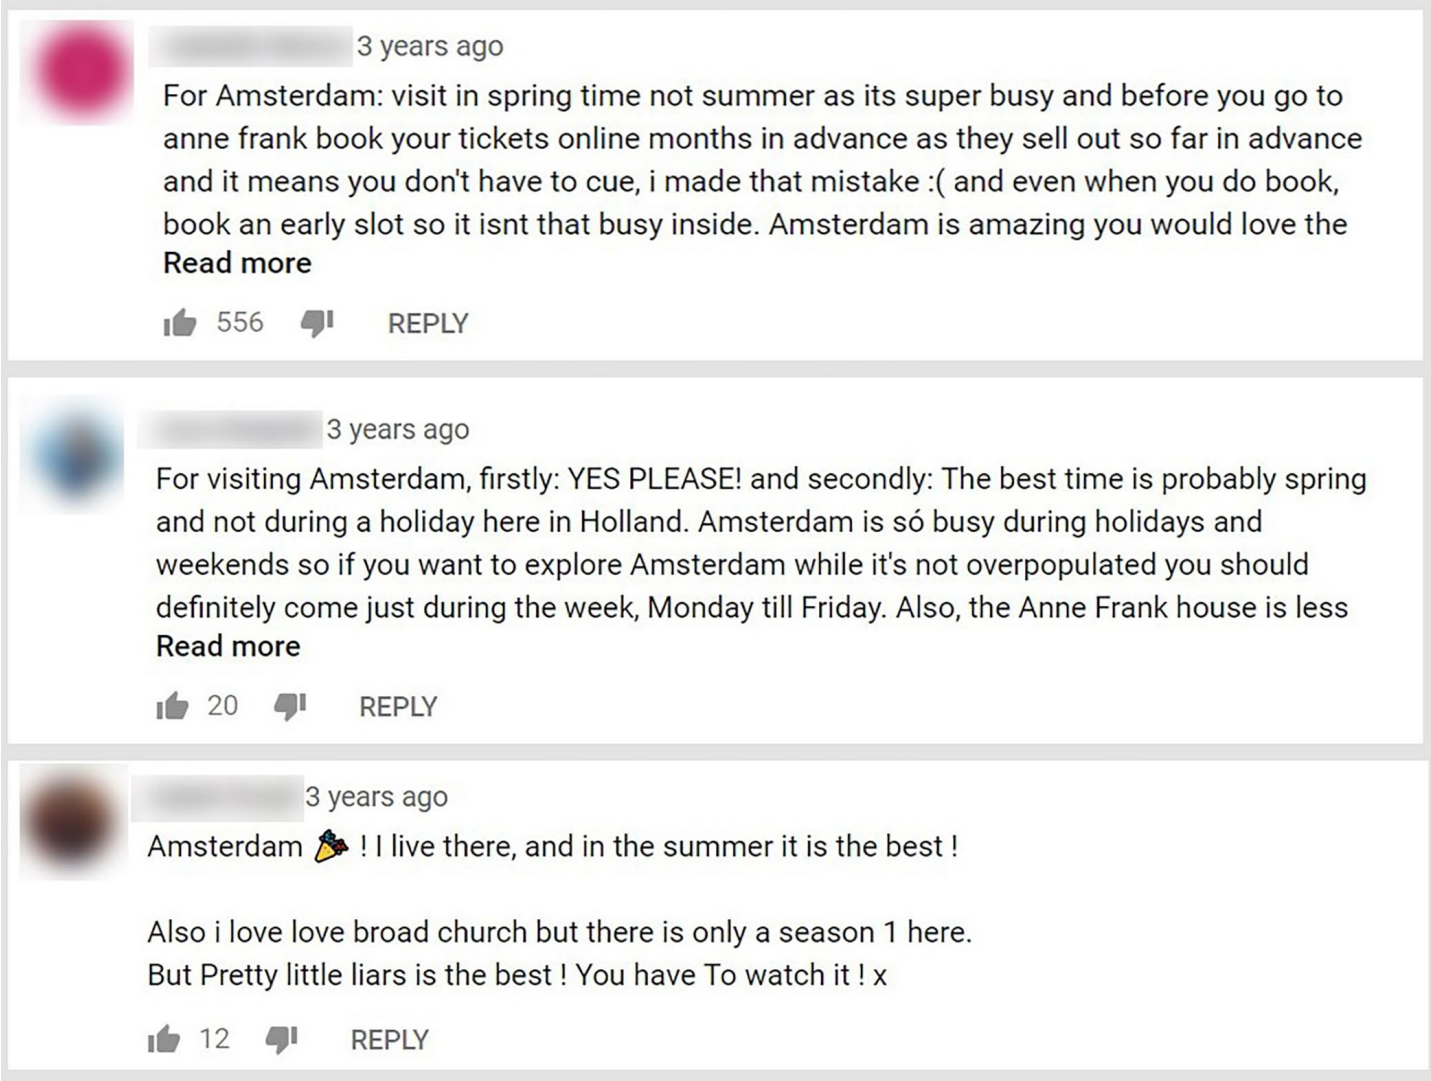 3 years ago
For Amsterdam: visit in spring time not summer as its super busy and before you go to
anne frank book your tickets online months in advance as they sell out so far in advance
and it means you don't have to cue, i made that mistake :( and even when you do book,
book an early slot so it isnt that busy inside. Amsterdam is amazing you would love the
Read more
556 REPLY
3 years ago
For visiting Amsterdam, firstly: YES PLEASE! and secondly: The best time is probably spring
and not during a holiday here in Holland. Amsterdam is só busy during holidays and
weekends so if you want to explore Amsterdam while it's not overpopulated you should
definitely come just during the week, Monday till Friday. Also, the Anne Frank house is less
Read more
20 REPLY
3 years ago
Amsterdam 🎉 ! I live there, and in the summer it is the best !
Also i love love broad church but there is only a season 1 here.
But Pretty little liars is the best ! You have To watch it ! x
12 REPLY